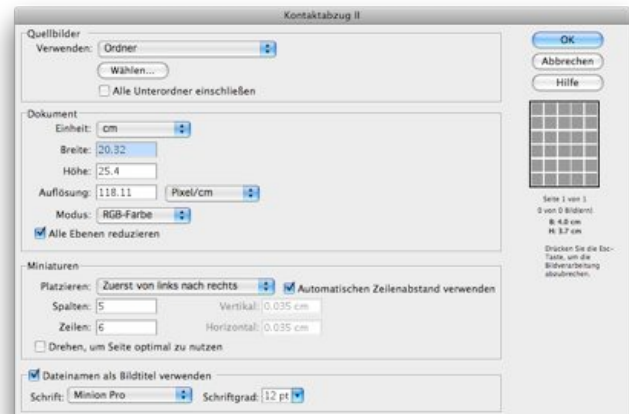 Kontaktabzug II
Quellbilder
Verwenden: Ordner
Wählen...
Alle Unterordner einschließen
OK
Abbrechen
Hilfe
Dokument
Einheit: cm
Breite: 20.32
Höhe: 25.4
Auflösung: 118.11 Pixel/cm
Modus: RGB-Farbe
Alle Ebenen reduzieren
Seite 1 von 1
0 von 0 Bild(ern)
B: 4.0 cm
H: 3.7 cm
Drücken Sie die Esc-
Taste, um die
Bildverarbeitung
abzubrechen.
Miniaturen
Platzieren: Zuerst von links nach rechts Automatischen Zeilenabstand verwenden
Spalten: 5 Vertikal: 0.035 cm
Zeilen: 6 Horizontal: 0.035 cm
Drehen, um Seite optimal zu nutzen
Dateinamen als Bildtitel verwenden
Schrift: Minion Pro Schriftgrad: 12 pt